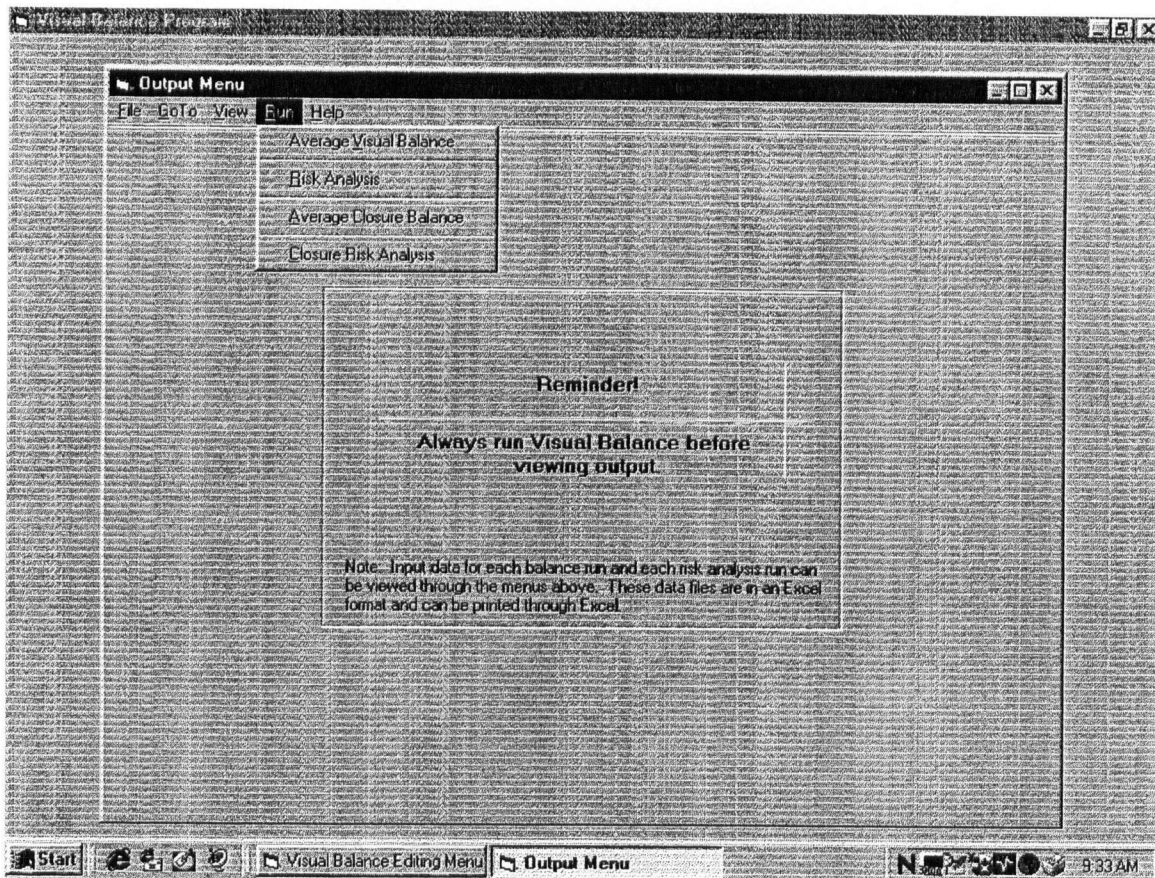 Visual Balance Program
Output Menu
File GoTo View Run Help
Average Visual Balance
Risk Analysis
Average Closure Balance
Closure Risk Analysis
Reminder!
Always run Visual Balance before
viewing output.
Note: Input data for each balance run and each risk analysis run can
be viewed through the menus above. These data files are in an Excel
format and can be printed through Excel.
Start Visual Balance Editing Menu Output Menu N 9:33 AM